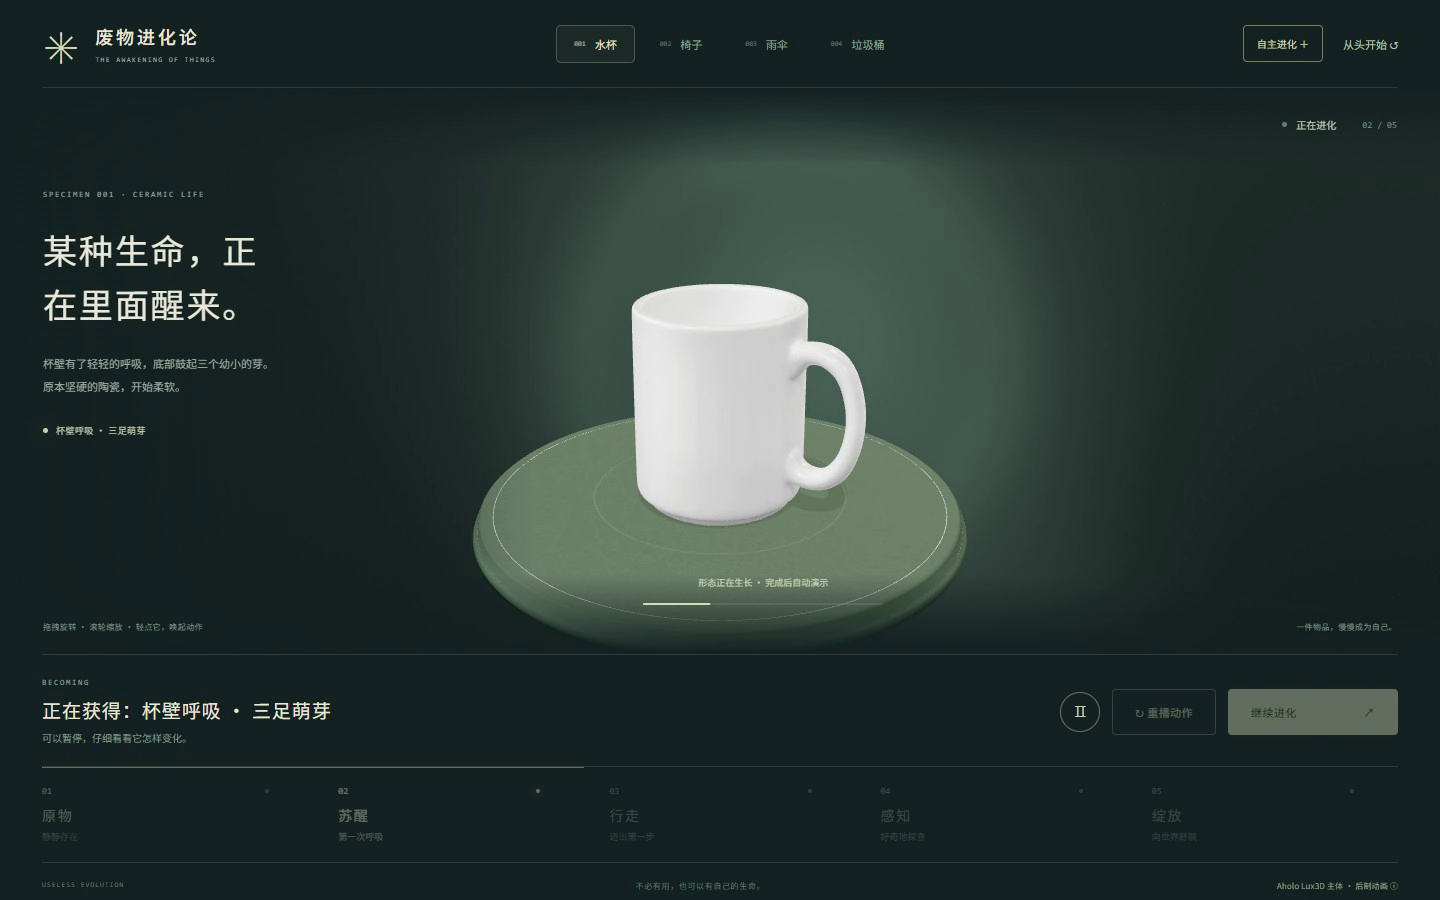 废物进化论
THE AWAKENING OF THINGS
001 水杯
002 椅子
003 雨伞
004 垃圾桶
自主进化 +
从头开始 ↺
正在进化 02 / 05
SPECIMEN 001 · CERAMIC LIFE
某种生命，正
在里面醒来。
杯壁有了轻轻的呼吸，底部鼓起三个幼小的芽。
原本坚硬的陶瓷，开始柔软。
杯壁呼吸 · 三足萌芽
形态正在生长 · 完成后自动演示
拖拽旋转 · 滚轮缩放 · 轻点它，唤起动作
一件物品，慢慢成为自己。
BECOMING
正在获得：杯壁呼吸 · 三足萌芽
可以暂停，仔细看看它怎样变化。
↻ 重播动作
继续进化 ↗
01
原物
静静存在
02
苏醒
第一次呼吸
03
行走
迈出第一步
04
感知
好奇地探查
05
绽放
向世界舒展
USELESS EVOLUTION
不必有用，也可以有自己的生命。
Aholo Lux3D 主体 · 后制动画 ⓘ